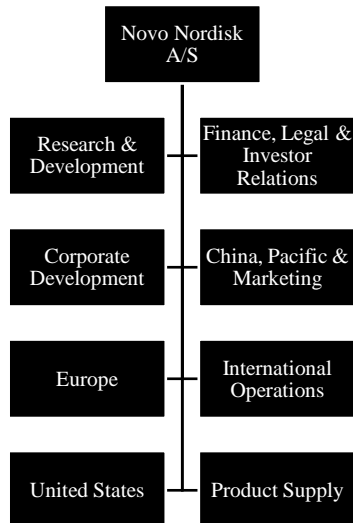 Novo Nordisk
A/S
Research &
Development
Finance, Legal &
Investor
Relations
Corporate
Development
China, Pacific &
Marketing
Europe
International
Operations
United States
Product Supply